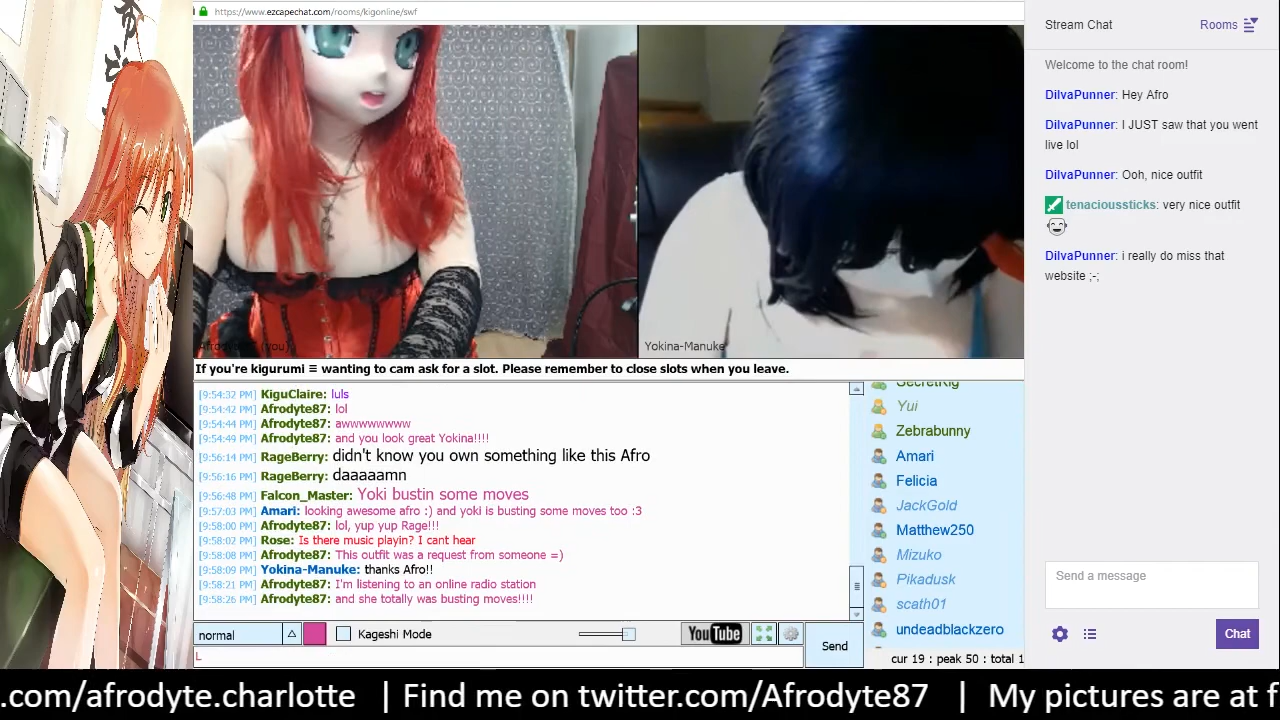 https://www.ezcapechat.com/rooms/kigonline/swf
Yokina-Manuke
If you're kigurumi ≡ wanting to cam ask for a slot. Please remember to close slots when you leave.
[9:54:32 PM] KiguClaire: luls
[9:54:42 PM] Afrodyte87: lol
[9:54:44 PM] Afrodyte87: awwwwwwww
[9:54:49 PM] Afrodyte87: and you look great Yokina!!!!
[9:56:14 PM] RageBerry: didn't know you own something like this Afro
[9:56:16 PM] RageBerry: daaaaamn
[9:56:48 PM] Falcon_Master: Yoki bustin some moves
[9:57:03 PM] Amari: looking awesome afro :) and yoki is busting some moves too :3
[9:58:00 PM] Afrodyte87: lol, yup yup Rage!!!
[9:58:02 PM] Rose: Is there music playin? I cant hear
[9:58:08 PM] Afrodyte87: This outfit was a request from someone =)
[9:58:09 PM] Yokina-Manuke: thanks Afro!!
[9:58:21 PM] Afrodyte87: I'm listening to an online radio station
[9:58:26 PM] Afrodyte87: and she totally was busting moves!!!!
normal
Kageshi Mode
YouTube
Send
L
SecretKig
Yui
Zebrabunny
Amari
Felicia
JackGold
Matthew250
Mizuko
Pikadusk
scath01
undeadblackzero
cur 19 : peak 50 : total 1
Stream Chat
Rooms
Welcome to the chat room!
DilvaPunner: Hey Afro
DilvaPunner: I JUST saw that you went
live lol
DilvaPunner: Ooh, nice outfit
tenacioussticks: very nice outfit
DilvaPunner: i really do miss that
website ;-;
Send a message
Chat
.com/afrodyte.charlotte | Find me on twitter.com/Afrodyte87 | My pictures are at f